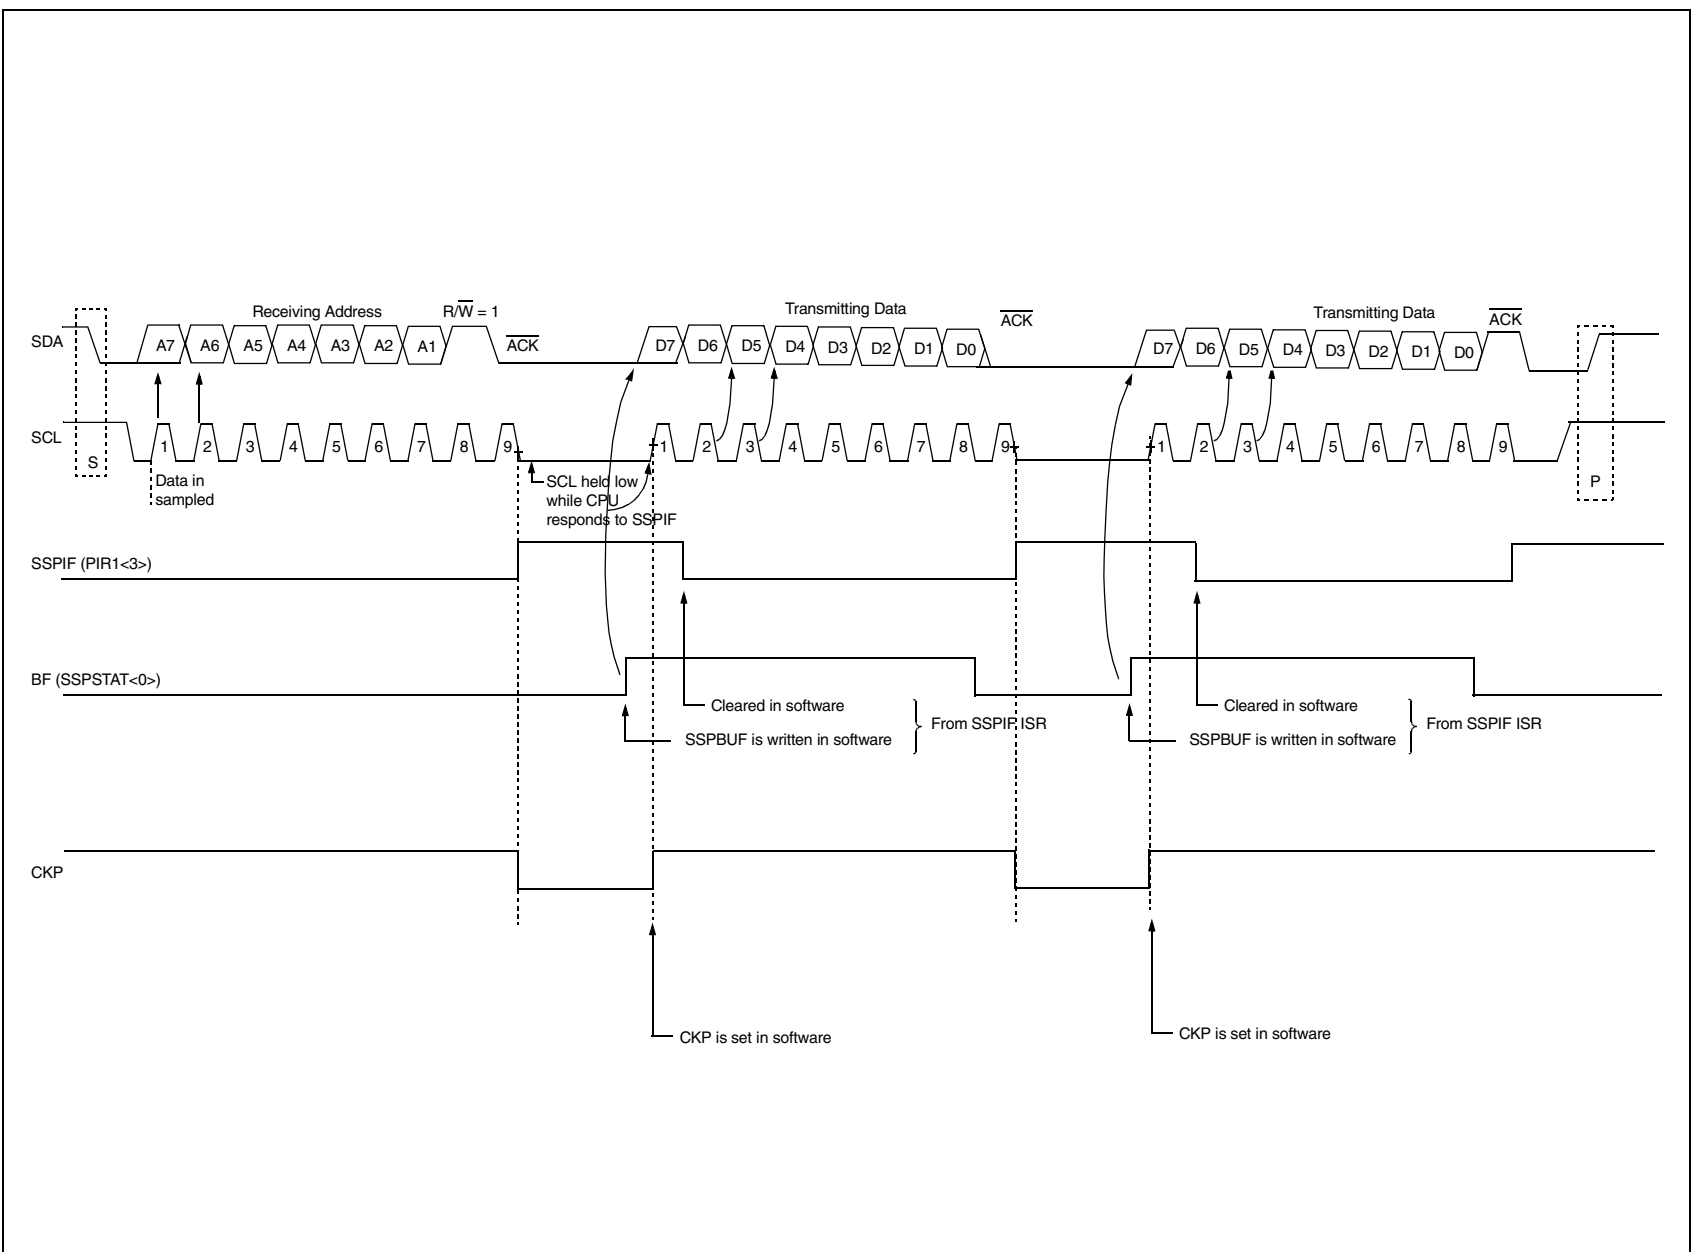 Receiving Address
R/W = 1
Transmitting Data
ACK
Transmitting Data
ACK
SDA
A7 A6 A5 A4 A3 A2 A1
ACK
D7 D6 D5 D4 D3 D2 D1 D0
D7 D6 D5 D4 D3 D2 D1 D0
SCL
S
1 2 3 4 5 6 7 8 9
1 2 3 4 5 6 7 8 9
1 2 3 4 5 6 7 8 9
P
Data in
sampled
SCL held low
while CPU
responds to SSPIF
SSPIF (PIR1<3>)
BF (SSPSTAT<0>)
Cleared in software
SSPBUF is written in software
From SSPIF ISR
Cleared in software
SSPBUF is written in software
From SSPIF ISR
CKP
CKP is set in software
CKP is set in software